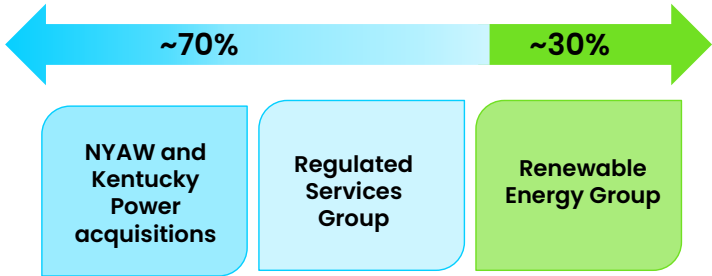 ~70%
~30%
NYAW and
Kentucky
Power
acquisitions
Regulated
Services
Group
Renewable
Energy Group